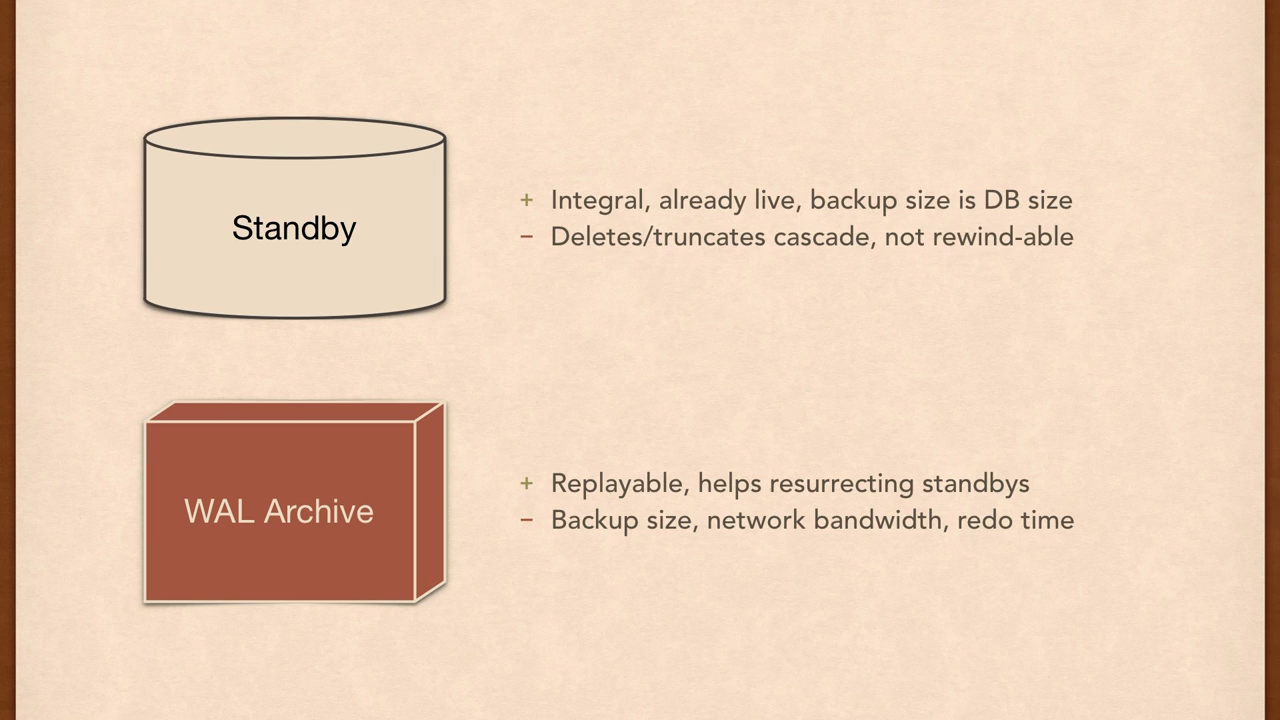 Standby
+ Integral, already live, backup size is DB size
− Deletes/truncates cascade, not rewind-able
WAL Archive
+ Replayable, helps resurrecting standbys
− Backup size, network bandwidth, redo time